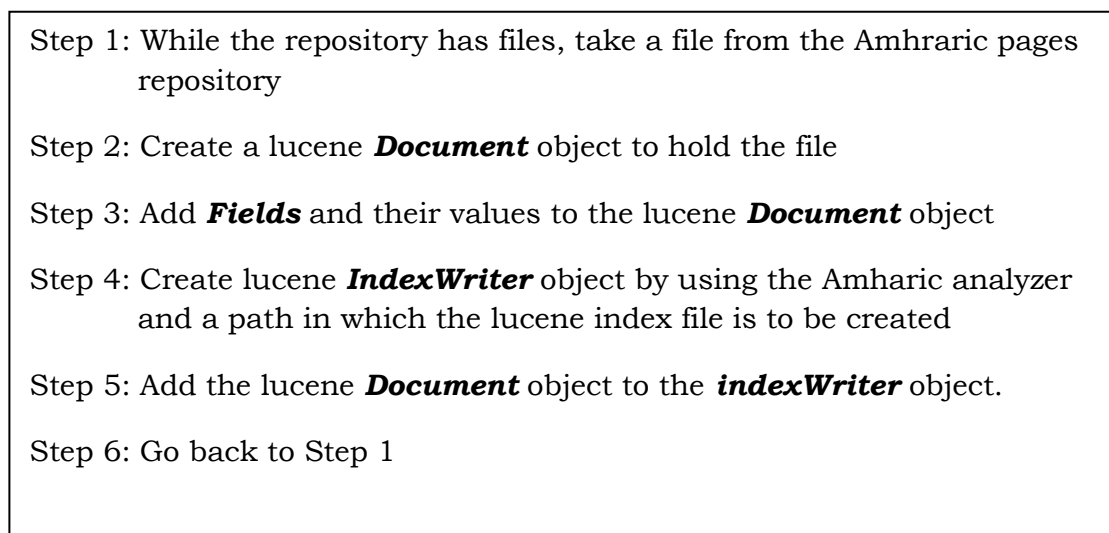 Step 1: While the repository has files, take a file from the Amhraric pages
repository
Step 2: Create a lucene Document object to hold the file
Step 3: Add Fields and their values to the lucene Document object
Step 4: Create lucene IndexWriter object by using the Amharic analyzer
and a path in which the lucene index file is to be created
Step 5: Add the lucene Document object to the indexWriter object.
Step 6: Go back to Step 1